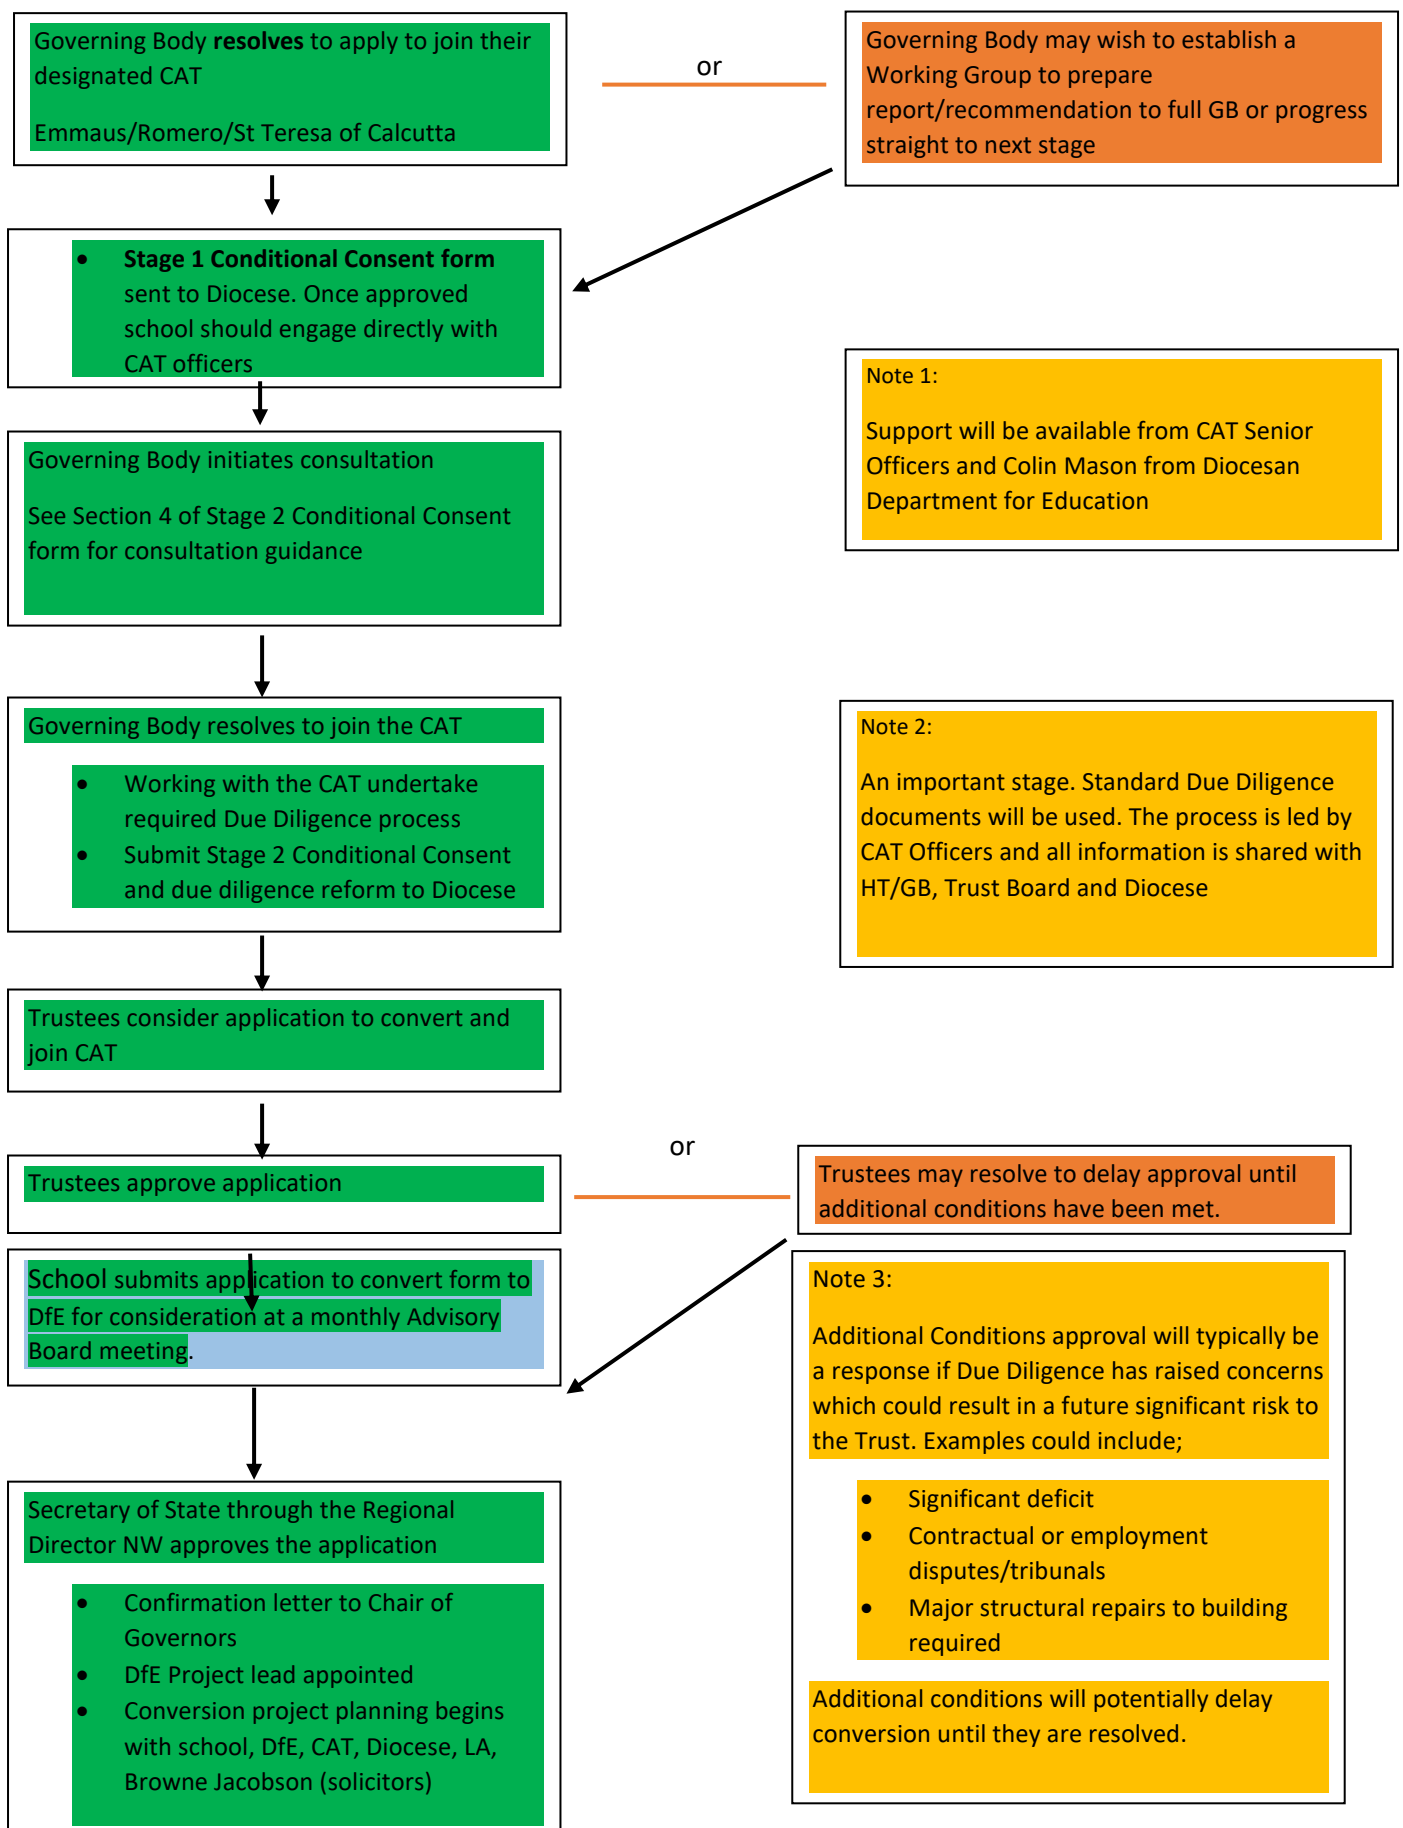 Governing Body resolves to apply to join their
designated CAT
Emmaus/Romero/St Teresa of Calcutta
or
Governing Body may wish to establish a
Working Group to prepare
report/recommendation to full GB or progress
straight to next stage
• Stage 1 Conditional Consent form
sent to Diocese. Once approved
school should engage directly with
CAT officers
Note 1:
Support will be available from CAT Senior
Officers and Colin Mason from Diocesan
Department for Education
Governing Body initiates consultation
See Section 4 of Stage 2 Conditional Consent
form for consultation guidance
Governing Body resolves to join the CAT
• Working with the CAT undertake
required Due Diligence process
• Submit Stage 2 Conditional Consent
and due diligence reform to Diocese
Note 2:
An important stage. Standard Due Diligence
documents will be used. The process is led by
CAT Officers and all information is shared with
HT/GB, Trust Board and Diocese
Trustees consider application to convert and
join CAT
Trustees approve application
or
Trustees may resolve to delay approval until
additional conditions have been met.
School submits application to convert form to
DfE for consideration at a monthly Advisory
Board meeting.
Note 3:
Additional Conditions approval will typically be
a response if Due Diligence has raised concerns
which could result in a future significant risk to
the Trust. Examples could include;
• Significant deficit
• Contractual or employment
disputes/tribunals
• Major structural repairs to building
required
Additional conditions will potentially delay
conversion until they are resolved.
Secretary of State through the Regional
Director NW approves the application
• Confirmation letter to Chair of
Governors
• DfE Project lead appointed
• Conversion project planning begins
with school, DfE, CAT, Diocese, LA,
Browne Jacobson (solicitors)